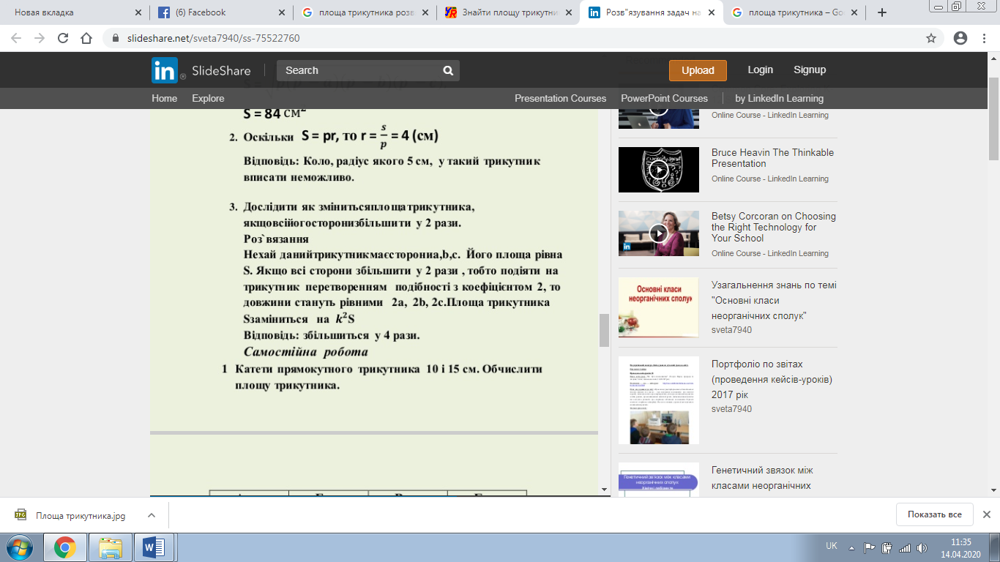 Новая вкладка
(6) Facebook
площа трикутника розв
Знайти площу трикутни
Розв"язування задач на
площа трикутника – Go
slideshare.net/sveta7940/ss-75522760
in SlideShare
Search
Upload
Login
Signup
Home
Explore
Presentation Courses
PowerPoint Courses
by LinkedIn Learning
S = 84 см²
2. Оскільки S = pr, то r = s/p = 4 (см)
Відповідь: Коло, радіус якого 5 см, у такий трикутник
вписати неможливо.
3. Дослідити як змінитьсяплощатрикутника,
якщовсійогосторонизбільшити у 2 рази.
Роз`вязання
Нехай данийтрикутникмаєсторониa,b,c. Його площа рівна
S. Якщо всі сторони збільшити у 2 рази , тобто подіяти на
трикутник перетворенням подібності з коефіцієнтом 2, то
довжини стануть рівними 2a, 2b, 2c.Площа трикутника
Sзаміниться на k²S
Відповідь: збільшиться у 4 рази.
Самостійна робота
1 Катети прямокутного трикутника 10 і 15 см. Обчислити
площу трикутника.
Online Course - LinkedIn Learning
Bruce Heavin The Thinkable
Presentation
Online Course - LinkedIn Learning
Betsy Corcoran on Choosing
the Right Technology for
Your School
Online Course - LinkedIn Learning
Основні класи
неорганічних сполук
Узагальнення знань по темі
"Основні класи
неорганічних сполук"
sveta7940
Портфоліо по звітах
(проведення кейсів-уроків)
2017 рік
sveta7940
Генетичний зв'язок між класами
неорганічних сполук
Генетичний звязок між
класами неорганічних
Площа трикутника.jpg
Показать все
UK
11:35
14.04.2020